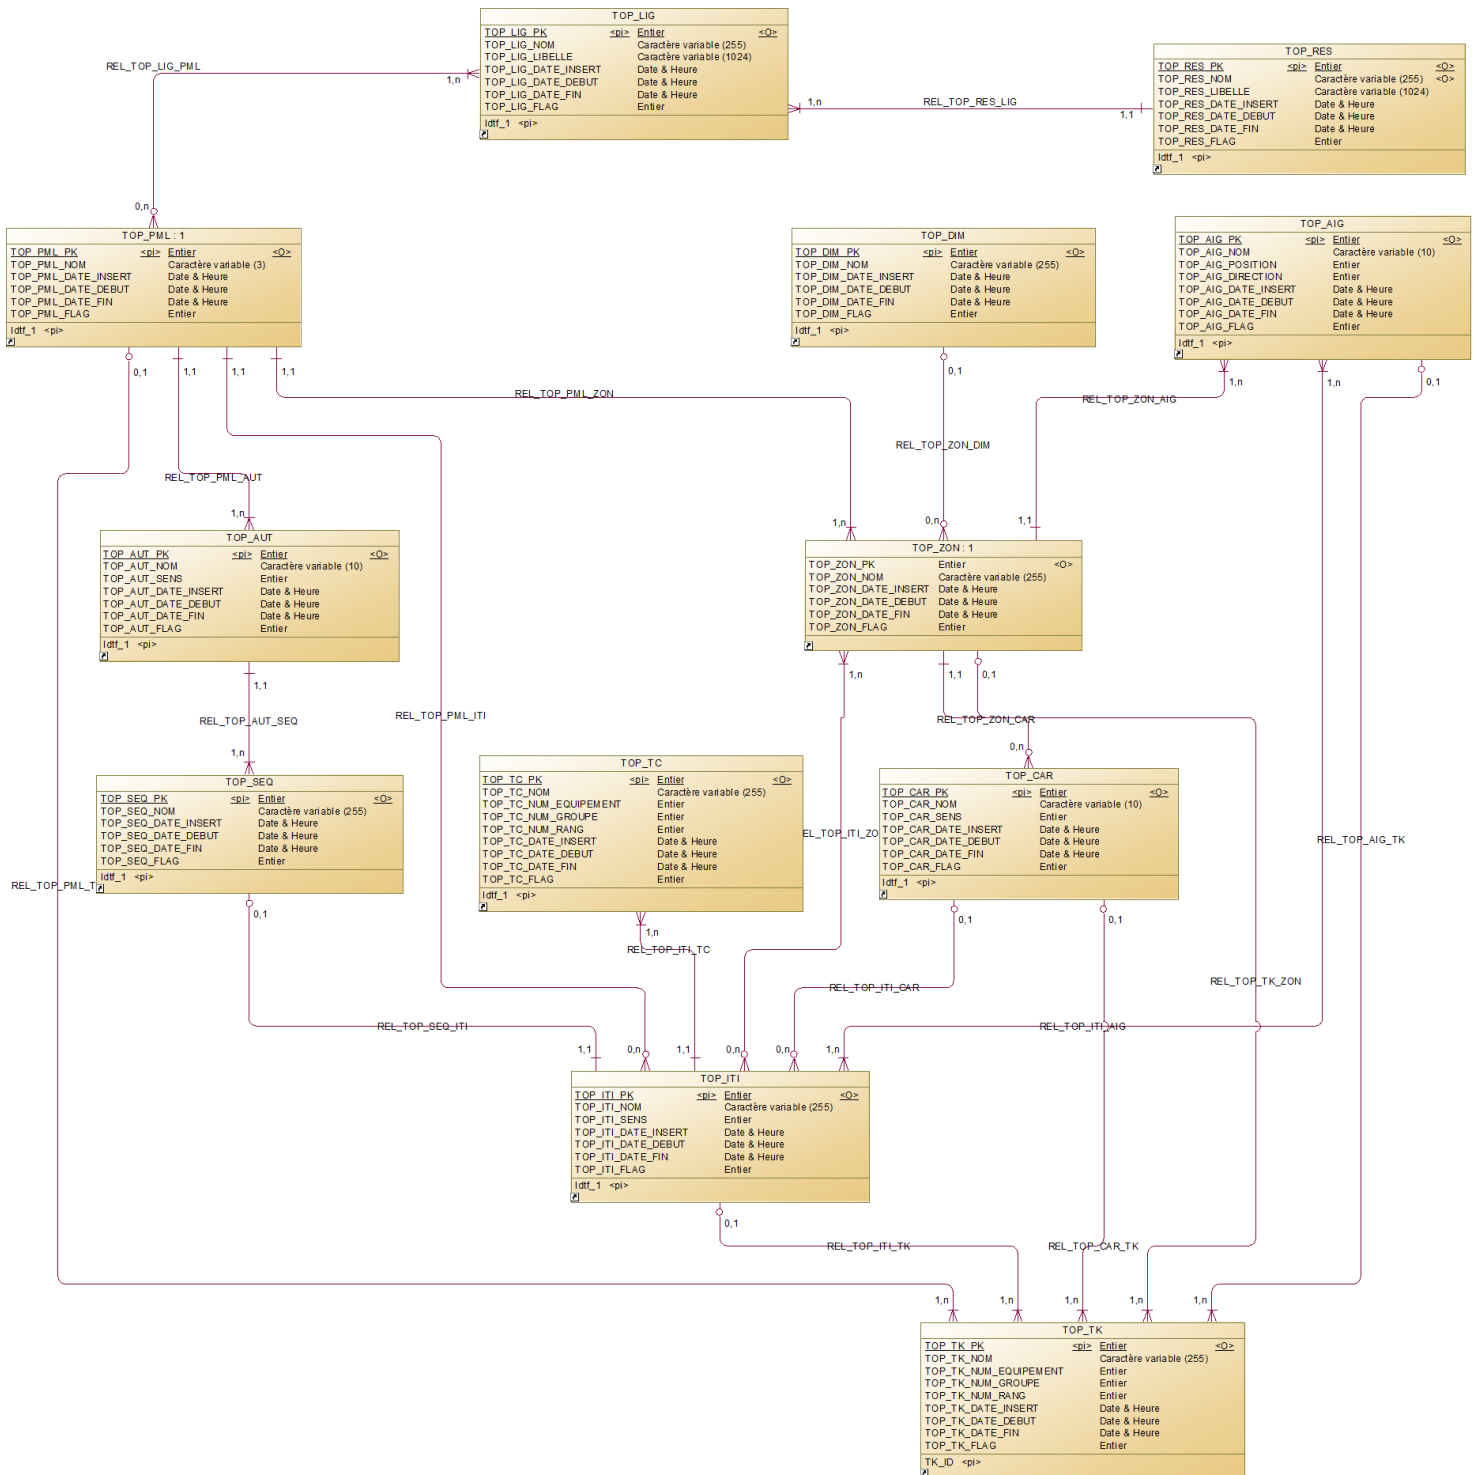 TOP_LIG
TOP_LIG_PK <pi> Entier <O>
TOP_LIG_NOM Caractère variable (255)
TOP_LIG_LIBELLE Caractère variable (1024)
TOP_LIG_DATE_INSERT Date & Heure
TOP_LIG_DATE_DEBUT Date & Heure
TOP_LIG_DATE_FIN Date & Heure
TOP_LIG_FLAG Entier
Idtf_1 <pi>
TOP_RES
TOP_RES_PK <pi> Entier <O>
TOP_RES_NOM Caractère variable (255) <O>
TOP_RES_LIBELLE Caractère variable (1024)
TOP_RES_DATE_INSERT Date & Heure
TOP_RES_DATE_DEBUT Date & Heure
TOP_RES_DATE_FIN Date & Heure
TOP_RES_FLAG Entier
Idtf_1 <pi>
REL_TOP_LIG_PML
1,n
0,n
1,n
REL_TOP_RES_LIG
1,1
TOP_PML : 1
TOP_PML_PK <pi> Entier <O>
TOP_PML_NOM Caractère variable (3)
TOP_PML_DATE_INSERT Date & Heure
TOP_PML_DATE_DEBUT Date & Heure
TOP_PML_DATE_FIN Date & Heure
TOP_PML_FLAG Entier
Idtf_1 <pi>
TOP_DIM
TOP_DIM_PK <pi> Entier <O>
TOP_DIM_NOM Caractère variable (255)
TOP_DIM_DATE_INSERT Date & Heure
TOP_DIM_DATE_DEBUT Date & Heure
TOP_DIM_DATE_FIN Date & Heure
TOP_DIM_FLAG Entier
Idtf_1 <pi>
TOP_AIG
TOP_AIG_PK <pi> Entier <O>
TOP_AIG_NOM Caractère variable (10)
TOP_AIG_POSITION Entier
TOP_AIG_DIRECTION Entier
TOP_AIG_DATE_INSERT Date & Heure
TOP_AIG_DATE_DEBUT Date & Heure
TOP_AIG_DATE_FIN Date & Heure
TOP_AIG_FLAG Entier
Idtf_1 <pi>
0,1
1,1
1,1
1,1
0,1
1,n
1,n
0,1
REL_TOP_PML_ZON
REL_TOP_ZON_AIG
REL_TOP_ZON_DIM
REL_TOP_PML_AUT
1,n
1,n
0,n
1,1
TOP_AUT
TOP_AUT_PK <pi> Entier <O>
TOP_AUT_NOM Caractère variable (10)
TOP_AUT_SENS Entier
TOP_AUT_DATE_INSERT Date & Heure
TOP_AUT_DATE_DEBUT Date & Heure
TOP_AUT_DATE_FIN Date & Heure
TOP_AUT_FLAG Entier
Idtf_1 <pi>
TOP_ZON : 1
TOP_ZON_PK Entier <O>
TOP_ZON_NOM Caractère variable (255)
TOP_ZON_DATE_INSERT Date & Heure
TOP_ZON_DATE_DEBUT Date & Heure
TOP_ZON_DATE_FIN Date & Heure
TOP_ZON_FLAG Entier
1,1
1,n
1,1
0,1
REL_TOP_AUT_SEQ
REL_TOP_PML_ITI
REL_TOP_ZON_CAR
1,n
0,n
TOP_SEQ
TOP_SEQ_PK <pi> Entier <O>
TOP_SEQ_NOM Caractère variable (255)
TOP_SEQ_DATE_INSERT Date & Heure
TOP_SEQ_DATE_DEBUT Date & Heure
TOP_SEQ_DATE_FIN Date & Heure
TOP_SEQ_FLAG Entier
Idtf_1 <pi>
TOP_TC
TOP_TC_PK <pi> Entier <O>
TOP_TC_NOM Caractère variable (255)
TOP_TC_NUM_EQUIPEMENT Entier
TOP_TC_NUM_GROUPE Entier
TOP_TC_NUM_RANG Entier
TOP_TC_DATE_INSERT Date & Heure
TOP_TC_DATE_DEBUT Date & Heure
TOP_TC_DATE_FIN Date & Heure
TOP_TC_FLAG Entier
Idtf_1 <pi>
EL_TOP_ITI_ZO
TOP_CAR
TOP_CAR_PK <pi> Entier <O>
TOP_CAR_NOM Caractère variable (10)
TOP_CAR_SENS Entier
TOP_CAR_DATE_INSERT Date & Heure
TOP_CAR_DATE_DEBUT Date & Heure
TOP_CAR_DATE_FIN Date & Heure
TOP_CAR_FLAG Entier
Idtf_1 <pi>
REL_TOP_AIG_TK
REL_TOP_PML_T
0,1
1,n
0,1
0,1
REL_TOP_ITI_TC
REL_TOP_ITI_CAR
REL_TOP_TK_ZON
REL_TOP_SEQ_ITI
REL_TOP_ITI_AIG
1,1
0,n
1,1
0,n
0,n
1,n
TOP_ITI
TOP_ITI_PK <pi> Entier <O>
TOP_ITI_NOM Caractère variable (255)
TOP_ITI_SENS Entier
TOP_ITI_DATE_INSERT Date & Heure
TOP_ITI_DATE_DEBUT Date & Heure
TOP_ITI_DATE_FIN Date & Heure
TOP_ITI_FLAG Entier
Idtf_1 <pi>
0,1
REL_TOP_ITI_TK
REL_TOP_CAR_TK
1,n
1,n
1,n
1,n
1,n
TOP_TK
TOP_TK_PK <pi> Entier <O>
TOP_TK_NOM Caractère variable (255)
TOP_TK_NUM_EQUIPEMENT Entier
TOP_TK_NUM_GROUPE Entier
TOP_TK_NUM_RANG Entier
TOP_TK_DATE_INSERT Date & Heure
TOP_TK_DATE_DEBUT Date & Heure
TOP_TK_DATE_FIN Date & Heure
TOP_TK_FLAG Entier
TK_ID <pi>